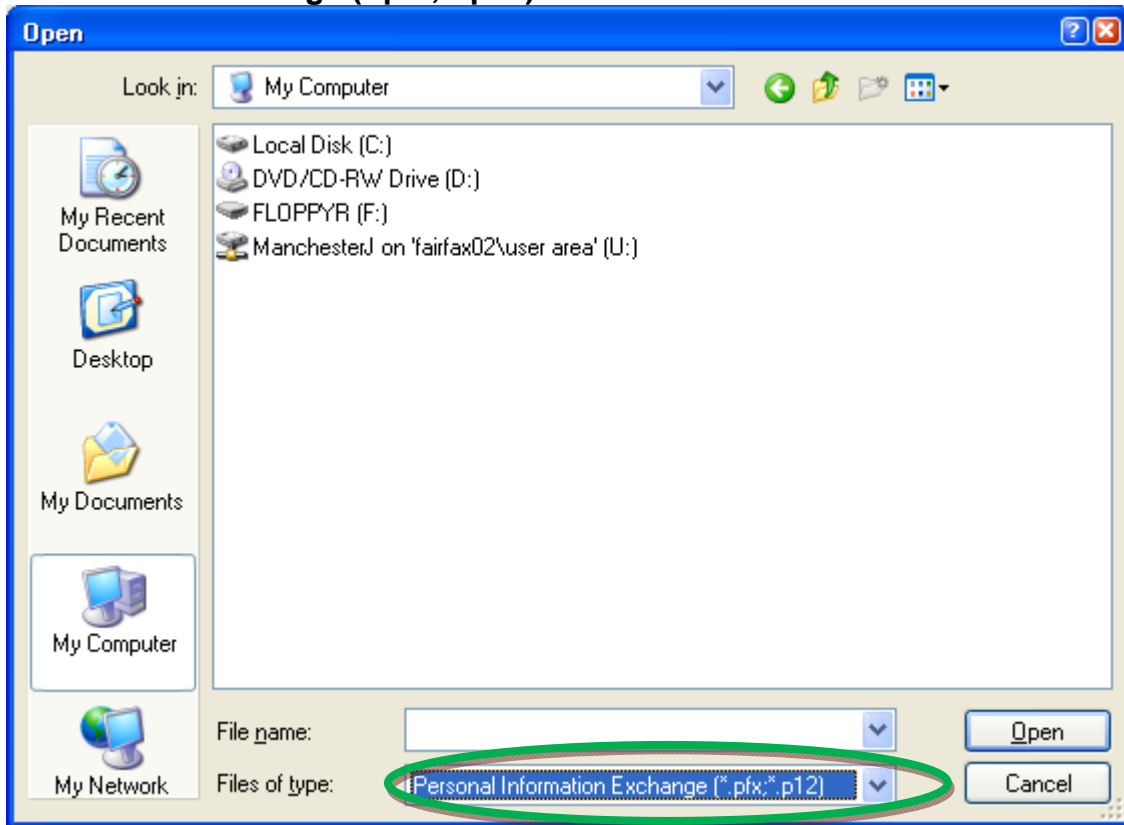 Open
Look in:
My Computer
Local Disk (C:)
DVD/CD-RW Drive (D:)
FLOPPYR (F:)
ManchesterJ on 'fairfax02\user area' (U:)
My Recent
Documents
Desktop
My Documents
My Computer
My Network
File name:
Open
Files of type:
Personal Information Exchange (*.pfx;*.p12)
Cancel